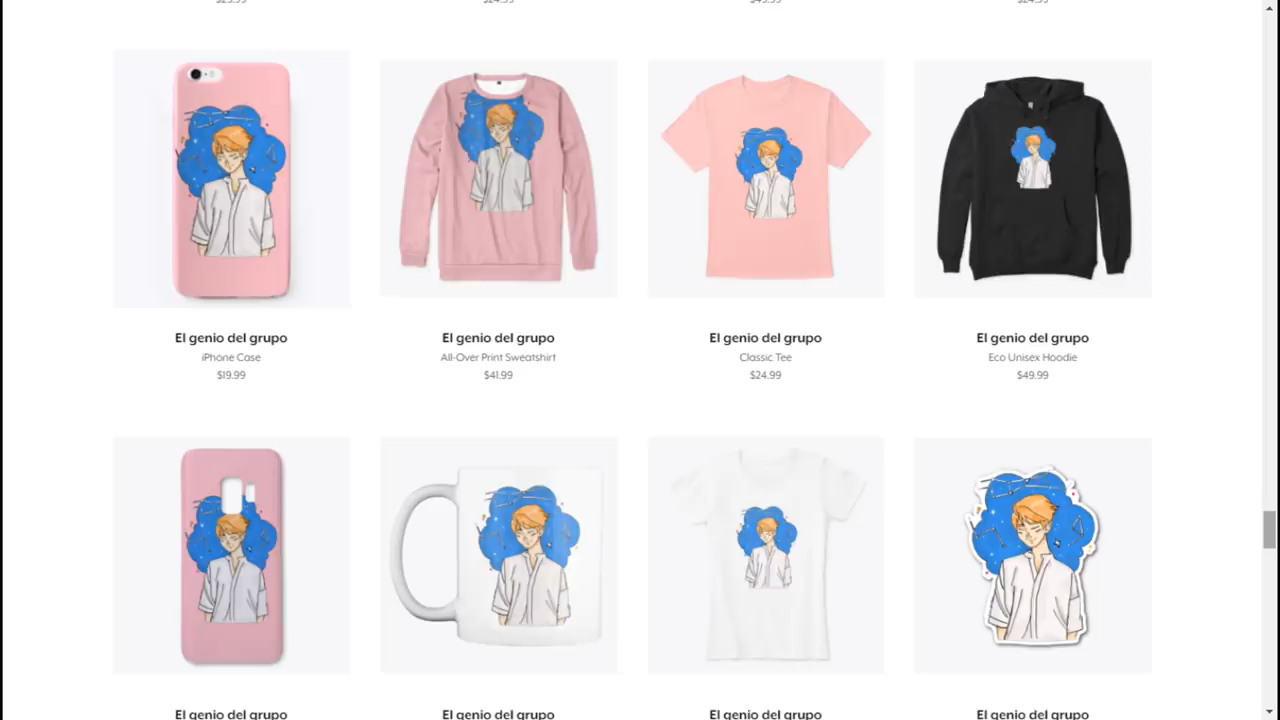 El genio del grupo
iPhone Case
$19.99
El genio del grupo
All-Over Print Sweatshirt
$41.99
El genio del grupo
Classic Tee
$24.99
El genio del grupo
Eco Unisex Hoodie
$49.99
El genio del grupo
El genio del grupo
El genio del grupo
El genio del grupo